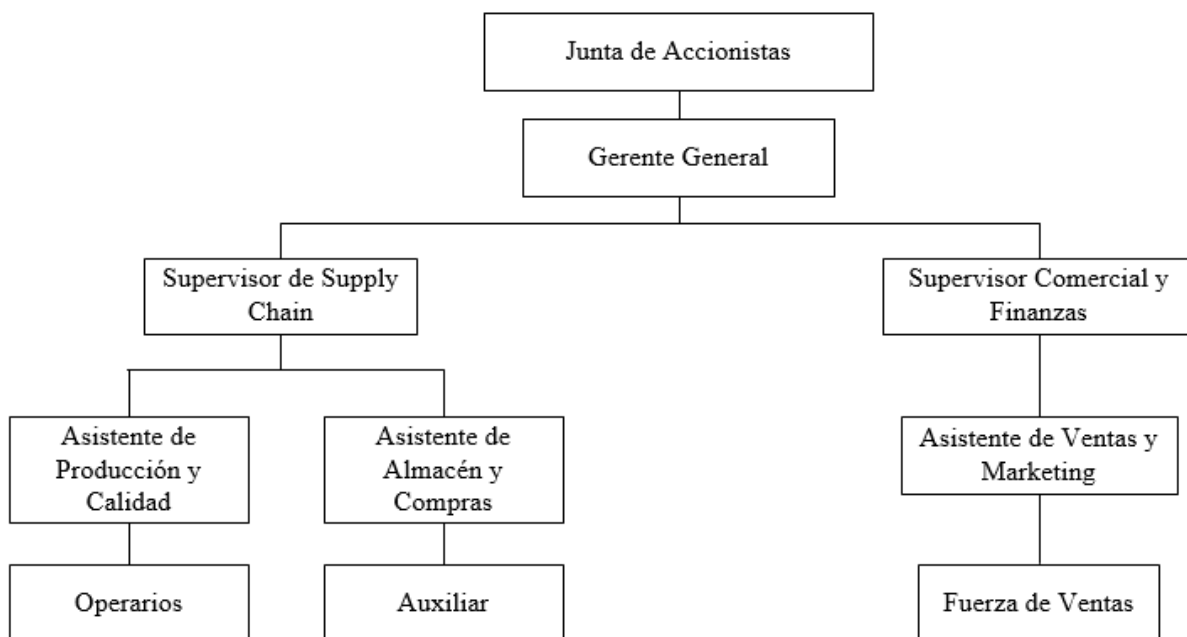 Junta de Accionistas
Gerente General
Supervisor de Supply
Chain
Supervisor Comercial y
Finanzas
Asistente de
Producción y
Calidad
Asistente de
Almacén y
Compras
Asistente de Ventas y
Marketing
Operarios
Auxiliar
Fuerza de Ventas